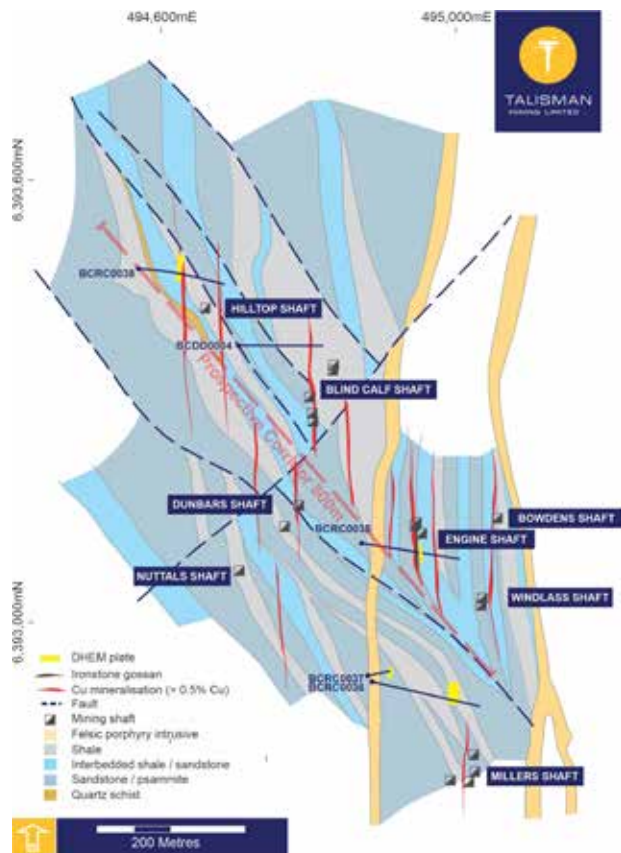 494,600mE
495,000mE
TALISMAN
MINING LIMITED
6,393,600mN
BCRC0038
HILLTOP SHAFT
BCDD0004
BLIND CALF SHAFT
Prospective Corridor 800m
DUNBARS SHAFT
BOWDENS SHAFT
BCRC0035
ENGINE SHAFT
NUTTALS SHAFT
WINDLASS SHAFT
6,393,000mN
BCRC0037
BCRC0036
DHEM plate
Ironstone gossan
Cu mineralisation (> 0.5% Cu)
Fault
Mining shaft
Felsic porphyry intrusive
Shale
Interbedded shale / sandstone
Sandstone / psammite
Quartz schist
MILLERS SHAFT
200 Metres